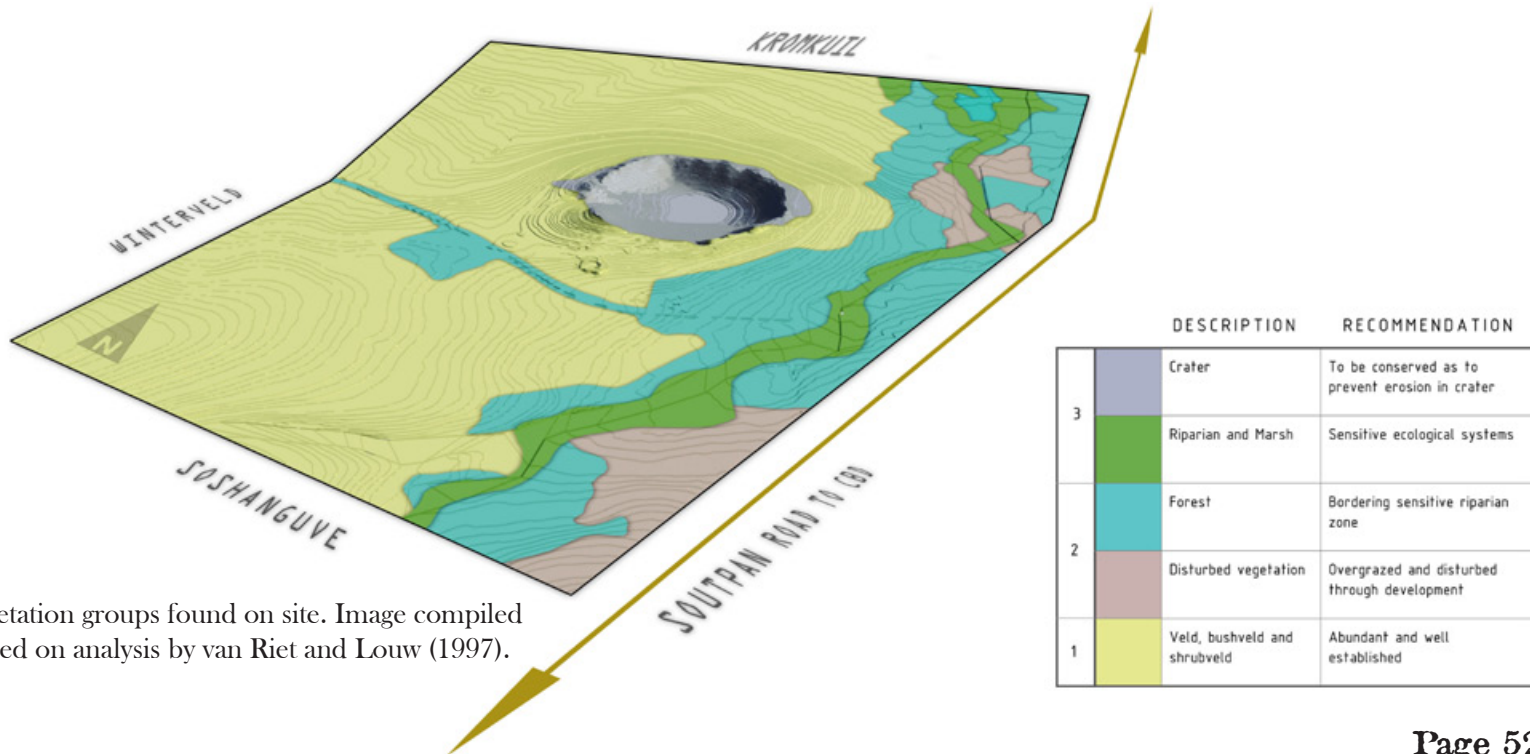 KROMKUIL
WINTERVELD
N
SOSHANGUVE
SOUTPAN ROAD TO CBD
etation groups found on site. Image compiled
ed on analysis by van Riet and Louw (1997).
DESCRIPTION RECOMMENDATION
3
Crater
To be conserved as to
prevent erosion in crater
Riparian and Marsh
Sensitive ecological systems
2
Forest
Bordering sensitive riparian
zone
Disturbed vegetation
Overgrazed and disturbed
through development
1
Veld, bushveld and
shrubveld
Abundant and well
established
Page 52